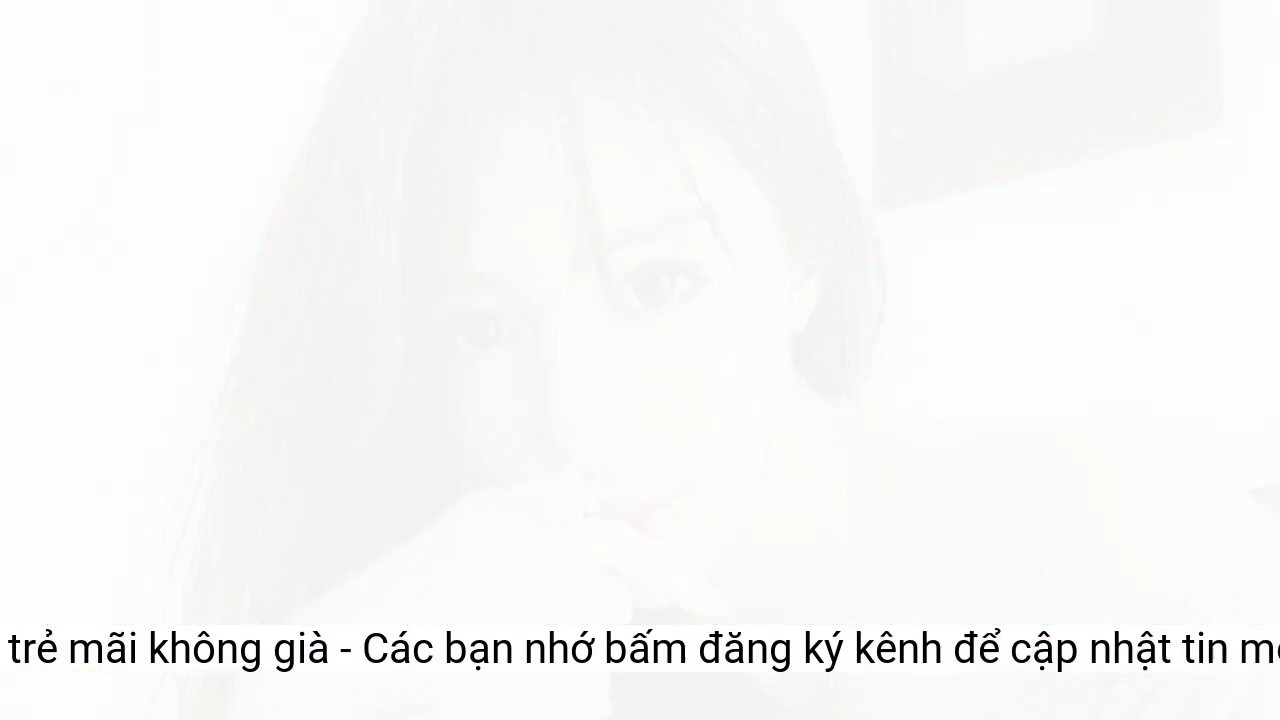 trẻ mãi không già - Các bạn nhớ bấm đăng ký kênh để cập nhật tin